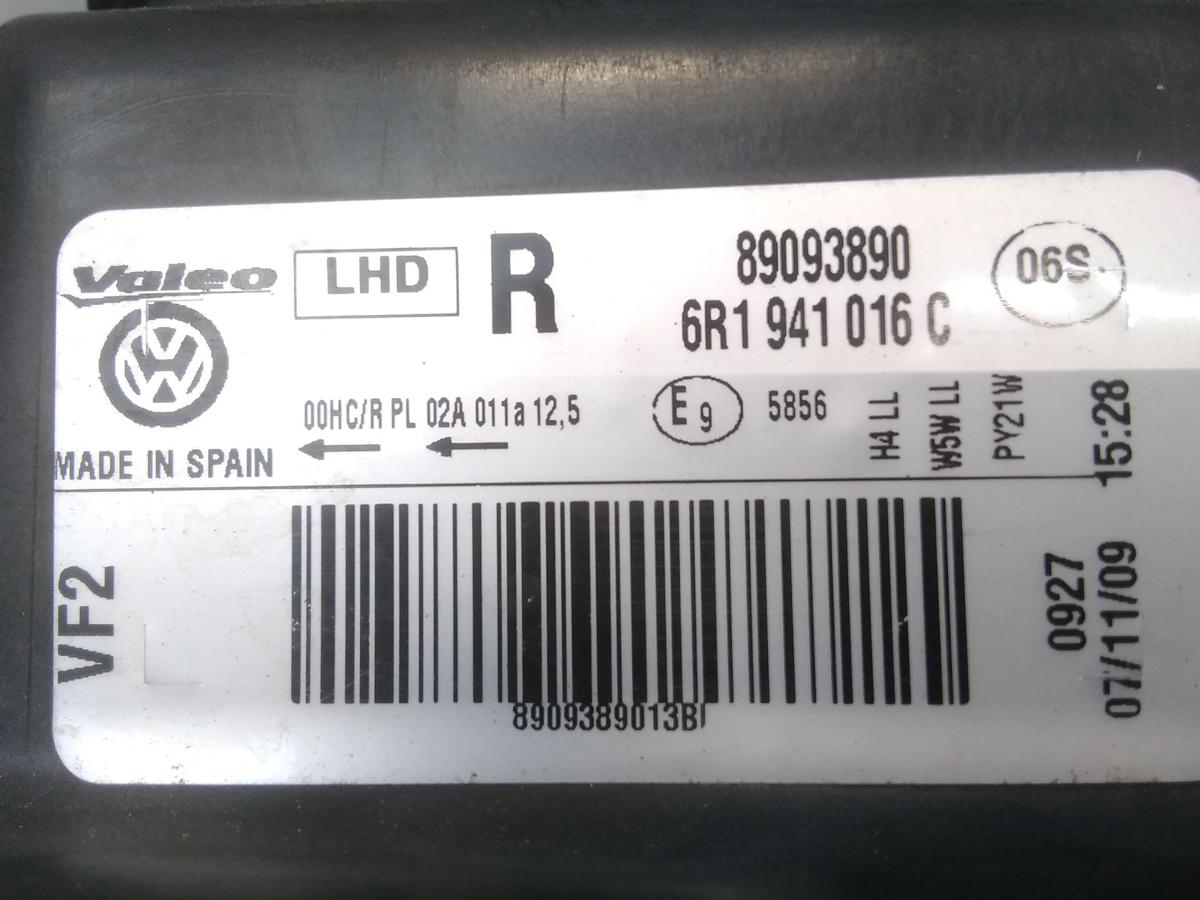 Valeo
LHD
R
89093890
06S
6R1 941 016 C
00HC/R PL 02A 011a 12,5
E9
5856
H4 LL
W5W LL
PY21W
MADE IN SPAIN
15:28
VF2
0927
07/11/09
8909389013B